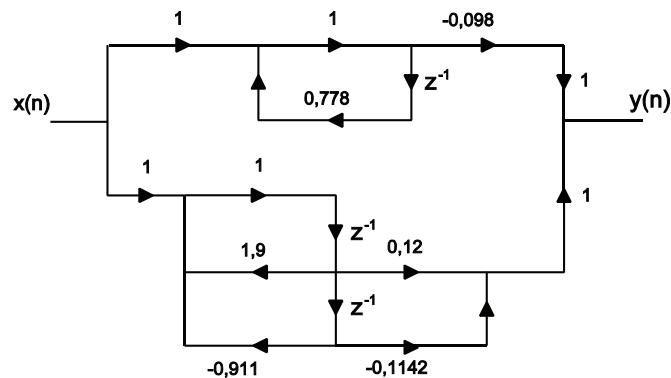 1 1 -0,098
z⁻¹
x(n) 0,778 1 y(n)
1 1 1
z⁻¹
1,9 0,12
z⁻¹
-0,911 -0,1142